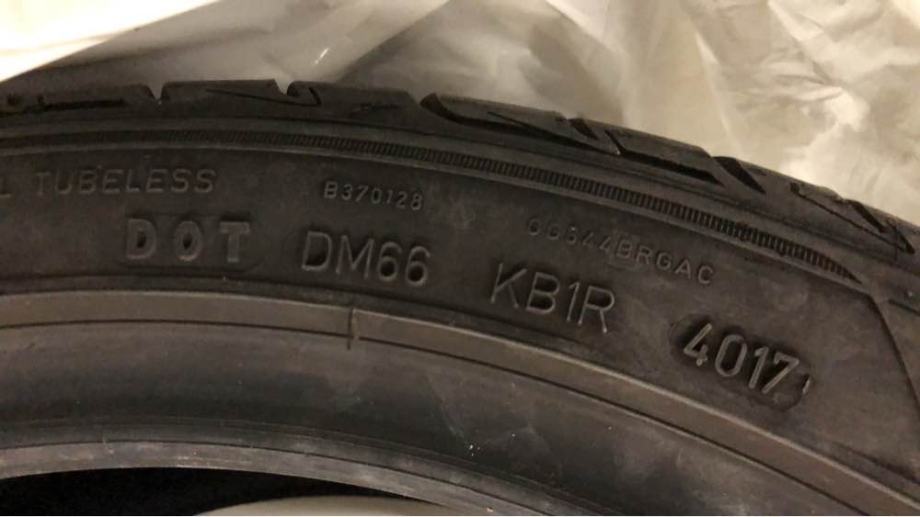 L TUBELESS
B370128
DOT DM66 KB1R 4017